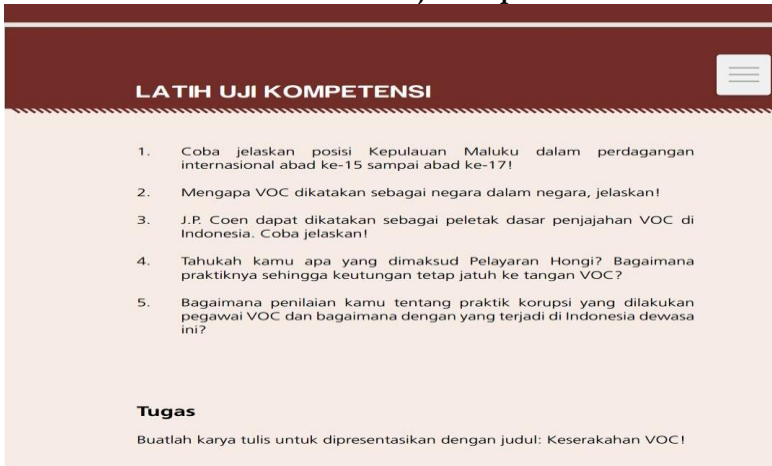 LATIH UJI KOMPETENSI
1. Coba jelaskan posisi Kepulauan Maluku dalam perdagangan
internasional abad ke-15 sampai abad ke-17!
2. Mengapa VOC dikatakan sebagai negara dalam negara, jelaskan!
3. J.P. Coen dapat dikatakan sebagai peletak dasar penjajahan VOC di
Indonesia. Coba jelaskan!
4. Tahukah kamu apa yang dimaksud Pelayaran Hongi? Bagaimana
praktiknya sehingga keutungan tetap jatuh ke tangan VOC?
5. Bagaimana penilaian kamu tentang praktik korupsi yang dilakukan
pegawai VOC dan bagaimana dengan yang terjadi di Indonesia dewasa
ini?
Tugas
Buatlah karya tulis untuk dipresentasikan dengan judul: Keserakahan VOC!